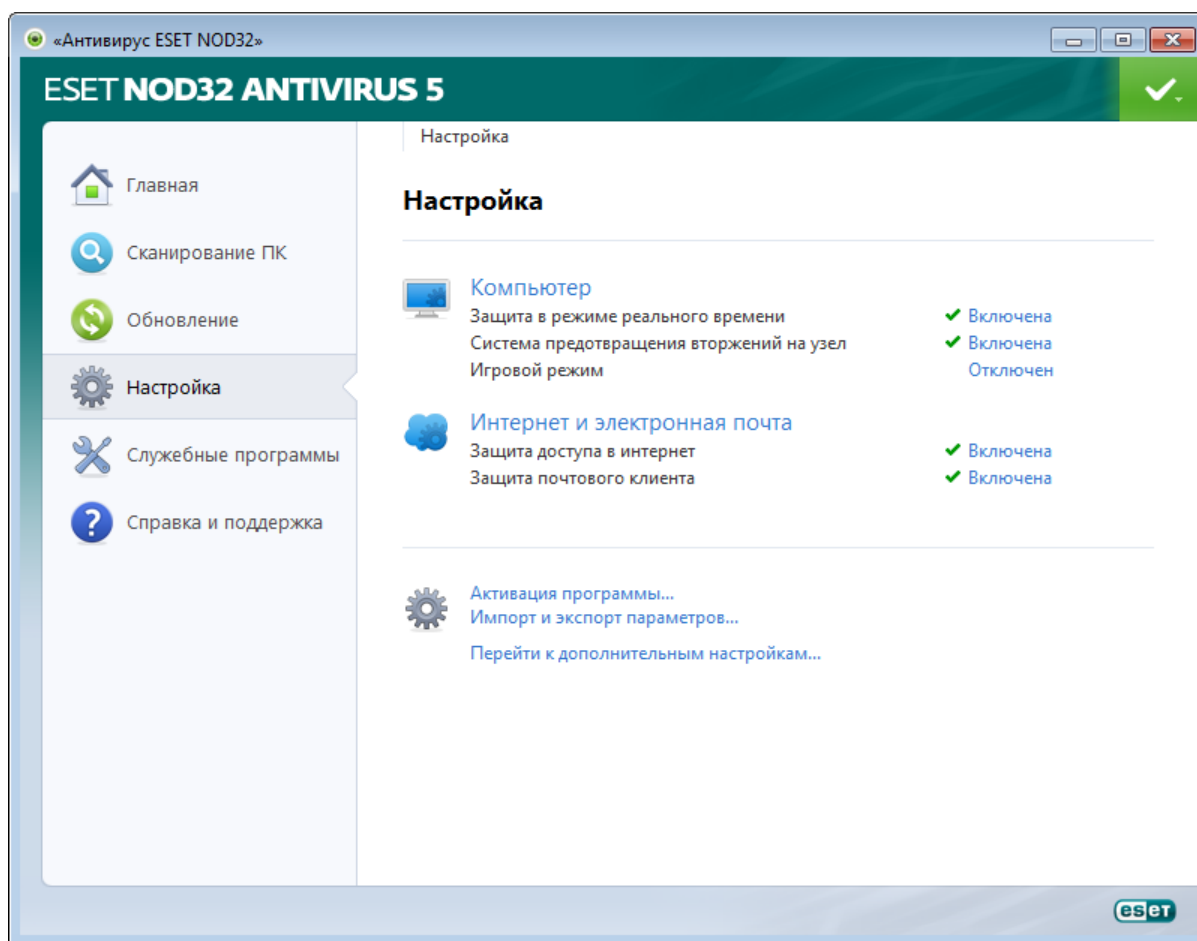 «Антивирус ESET NOD32»
ESET NOD32 ANTIVIRUS 5
Главная
Сканирование ПК
Обновление
Настройка
Служебные программы
Справка и поддержка
Настройка
Настройка
Компьютер
Защита в режиме реального времени Включена
Система предотвращения вторжений на узел Включена
Игровой режим Отключен
Интернет и электронная почта
Защита доступа в интернет Включена
Защита почтового клиента Включена
Активация программы...
Импорт и экспорт параметров...
Перейти к дополнительным настройкам...
eseT